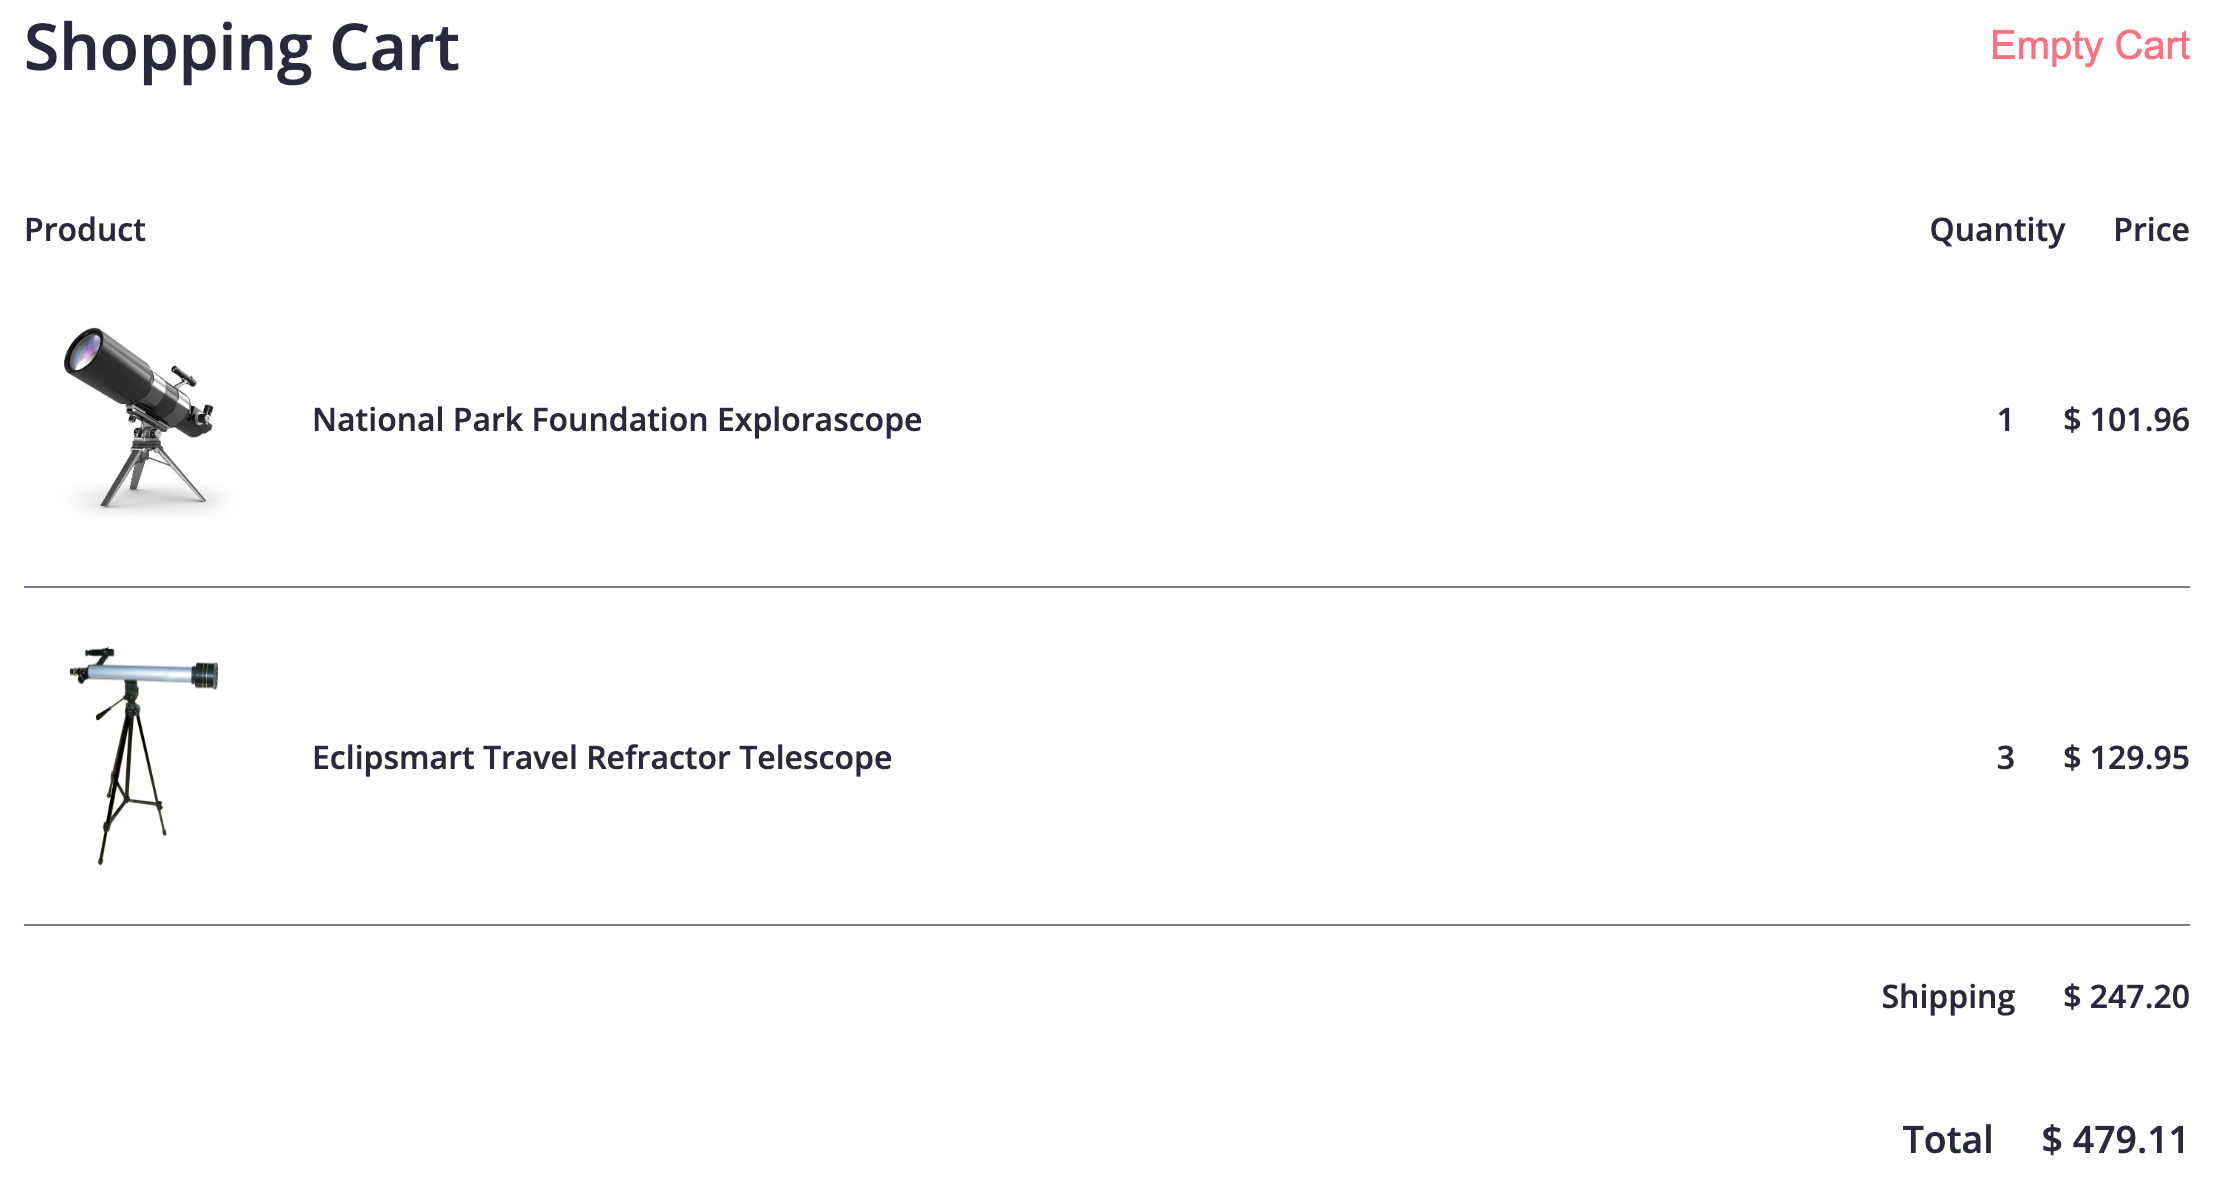 Shopping Cart
Empty Cart
Product Quantity Price
National Park Foundation Explorascope 1 $ 101.96
Eclipsmart Travel Refractor Telescope 3 $ 129.95
Shipping $ 247.20
Total $ 479.11